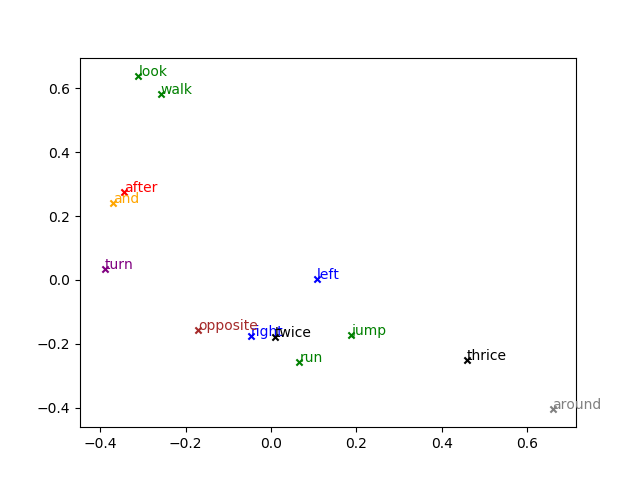 look
walk
0.6
0.4
after
and
0.2
turn
left
0.0
opposite
right
twice
jump
−0.2
run
thrice
around
−0.4
−0.4
−0.2
0.0
0.2
0.4
0.6